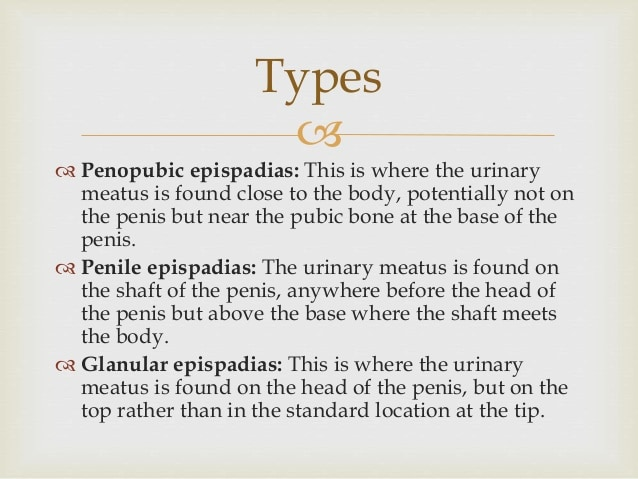 Types
Penopubic epispadias: This is where the urinary
meatus is found close to the body, potentially not on
the penis but near the pubic bone at the base of the
penis.
Penile epispadias: The urinary meatus is found on
the shaft of the penis, anywhere before the head of
the penis but above the base where the shaft meets
the body.
Glanular epispadias: This is where the urinary
meatus is found on the head of the penis, but on the
top rather than in the standard location at the tip.